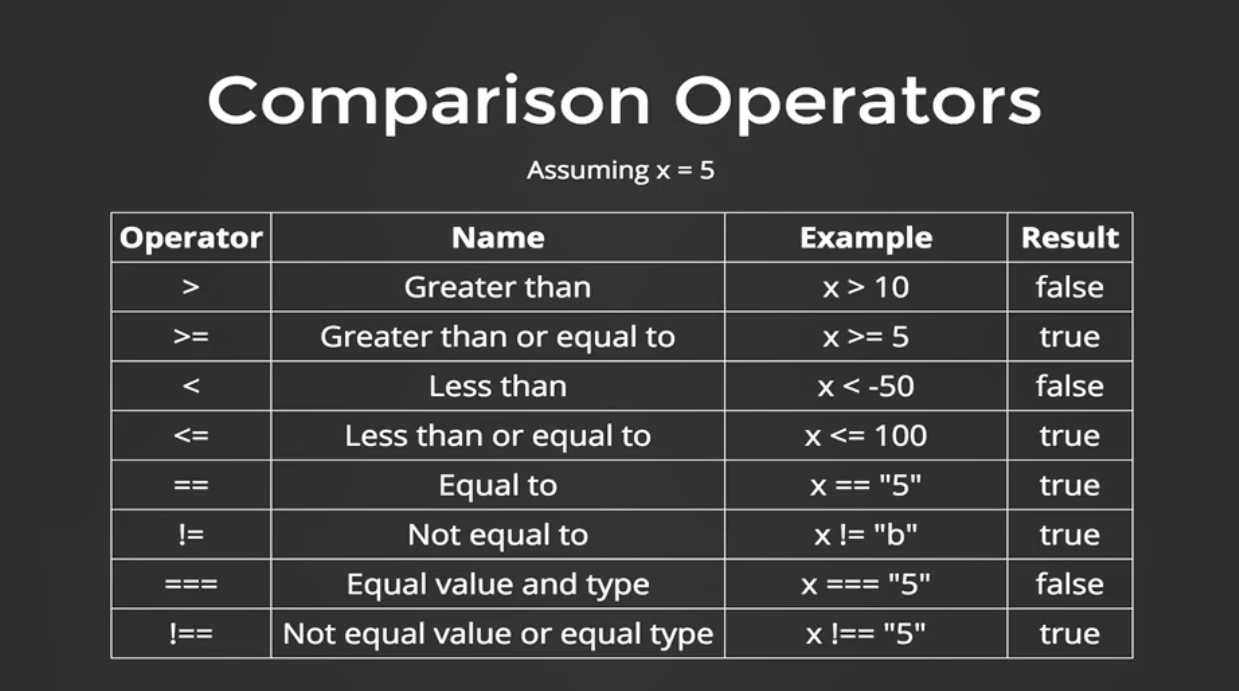 Comparison Operators
Assuming x = 5
Operator Name Example Result
> Greater than x > 10 false
>= Greater than or equal to x >= 5 true
< Less than x < -50 false
<= Less than or equal to x <= 100 true
== Equal to x == "5" true
!= Not equal to x != "b" true
=== Equal value and type x === "5" false
!== Not equal value or equal type x !== "5" true